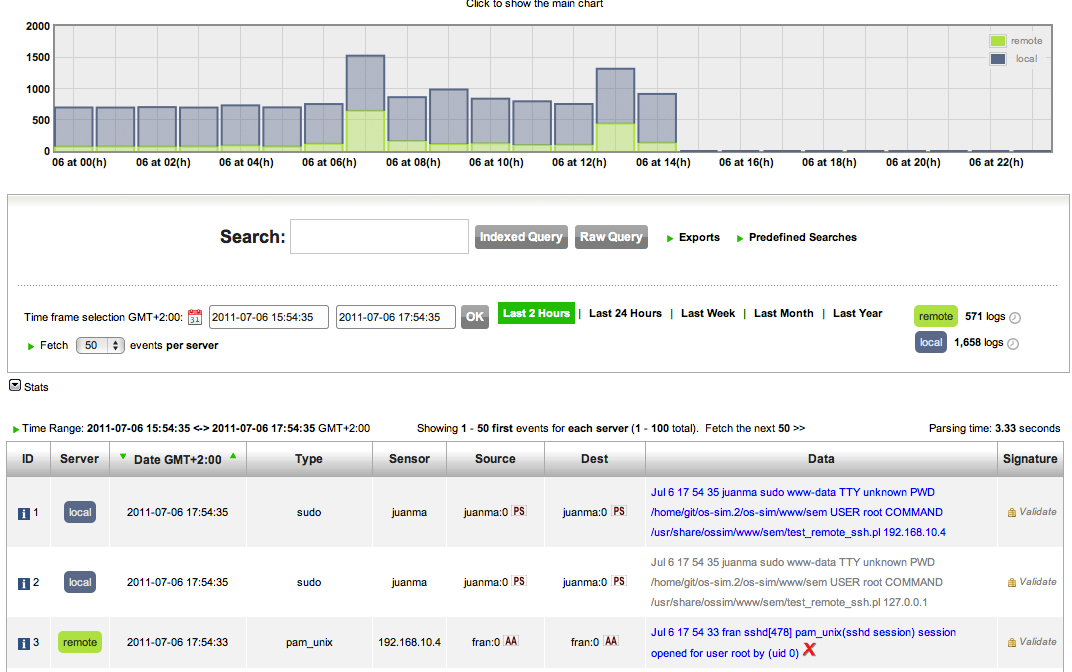 Click to show the main chart
2000
1500
1000
500
0
remote
local
06 at 00(h) 06 at 02(h) 06 at 04(h) 06 at 06(h) 06 at 08(h) 06 at 10(h) 06 at 12(h) 06 at 14(h) 06 at 16(h) 06 at 18(h) 06 at 20(h) 06 at 22(h)
Search: Indexed Query Raw Query Exports Predefined Searches
Time frame selection GMT+2:00: 31 2011-07-06 15:54:35 2011-07-06 17:54:35 OK Last 2 Hours | Last 24 Hours | Last Week | Last Month | Last Year
remote 571 logs
local 1,658 logs
Fetch 50 events per server
Stats
Time Range: 2011-07-06 15:54:35 <-> 2011-07-06 17:54:35 GMT+2:00 Showing 1 - 50 first events for each server (1 - 100 total). Fetch the next 50 >> Parsing time: 3.33 seconds
ID Server Date GMT+2:00 Type Sensor Source Dest Data Signature
i 1 local 2011-07-06 17:54:35 sudo juanma juanma:0 PS juanma:0 PS
Jul 6 17 54 35 juanma sudo www-data TTY unknown PWD
/home/git/os-sim.2/os-sim/www/sem USER root COMMAND
/usr/share/ossim/www/sem/test_remote_ssh.pl 192.168.10.4
Validate
i 2 local 2011-07-06 17:54:35 sudo juanma juanma:0 PS juanma:0 PS
Jul 6 17 54 35 juanma sudo www-data TTY unknown PWD
/home/git/os-sim.2/os-sim/www/sem USER root COMMAND
/usr/share/ossim/www/sem/test_remote_ssh.pl 127.0.0.1
Validate
i 3 remote 2011-07-06 17:54:33 pam_unix 192.168.10.4 fran:0 AA fran:0 AA
Jul 6 17 54 33 fran sshd[478] pam_unix(sshd session) session
opened for user root by (uid 0) X
Validate